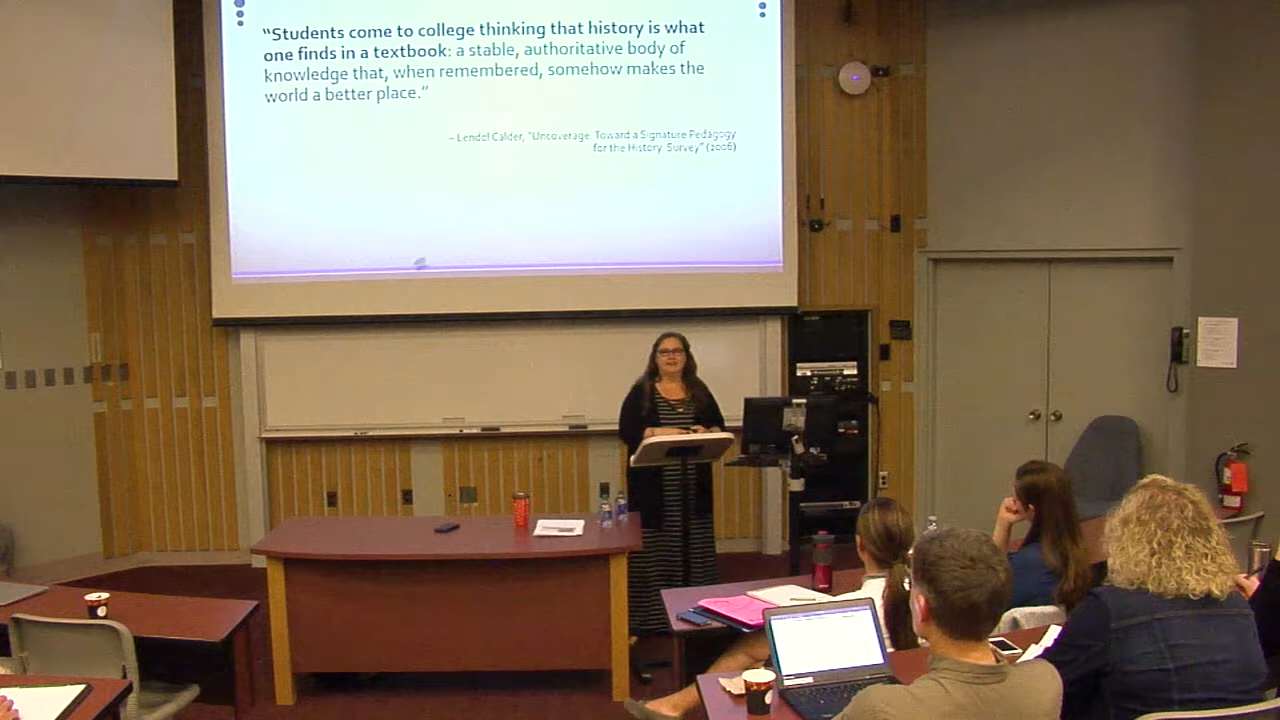 “Students come to college thinking that history is what
one finds in a textbook: a stable, authoritative body of
knowledge that, when remembered, somehow makes the
world a better place.”
– Lendol Calder, “Uncoverage: Toward a Signature Pedagogy
for the History Survey” (2006)